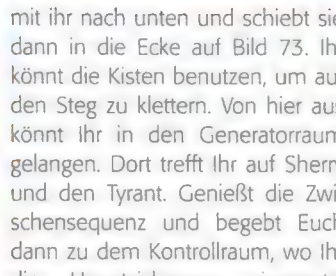 mit ihr nach unten und schiebt sie
dann in die Ecke auf Bild 73. Ih
könnt die Kisten benutzen, um au
den Steg zu klettern. Von hier aus
könnt Ihr in den Generatorraum
gelangen. Dort trefft Ihr auf Sherr
und den Tyrant. Genießt die Zwi
schensequenz und begebt Euch
dann zu dem Kontrollraum, wo Ih